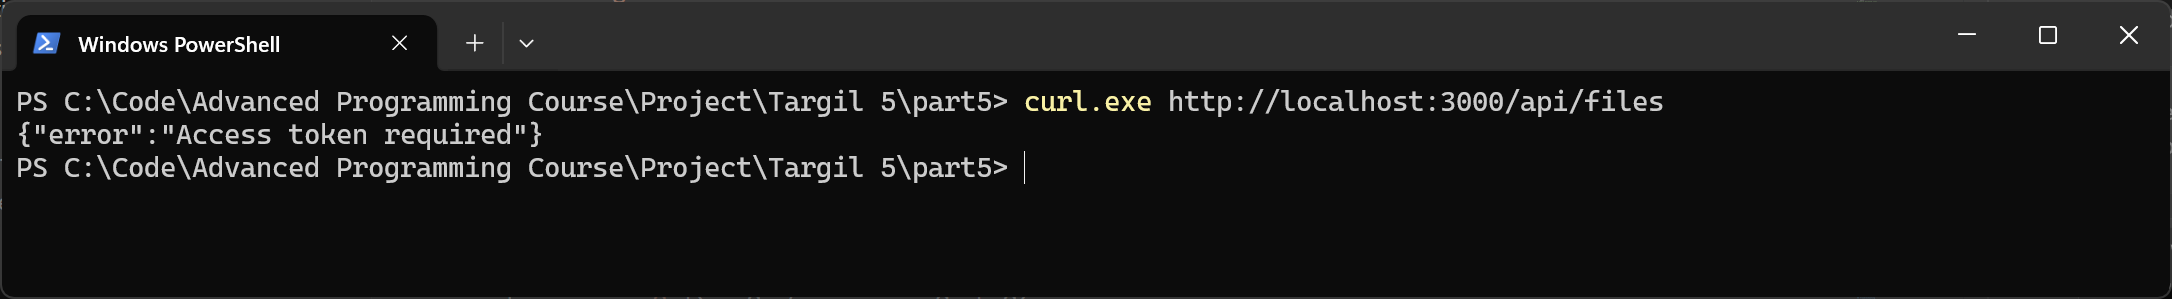 Windows PowerShell
PS C:\Code\Advanced Programming Course\Project\Targil 5\part5> curl.exe http://localhost:3000/api/files
{"error":"Access token required"}
PS C:\Code\Advanced Programming Course\Project\Targil 5\part5>